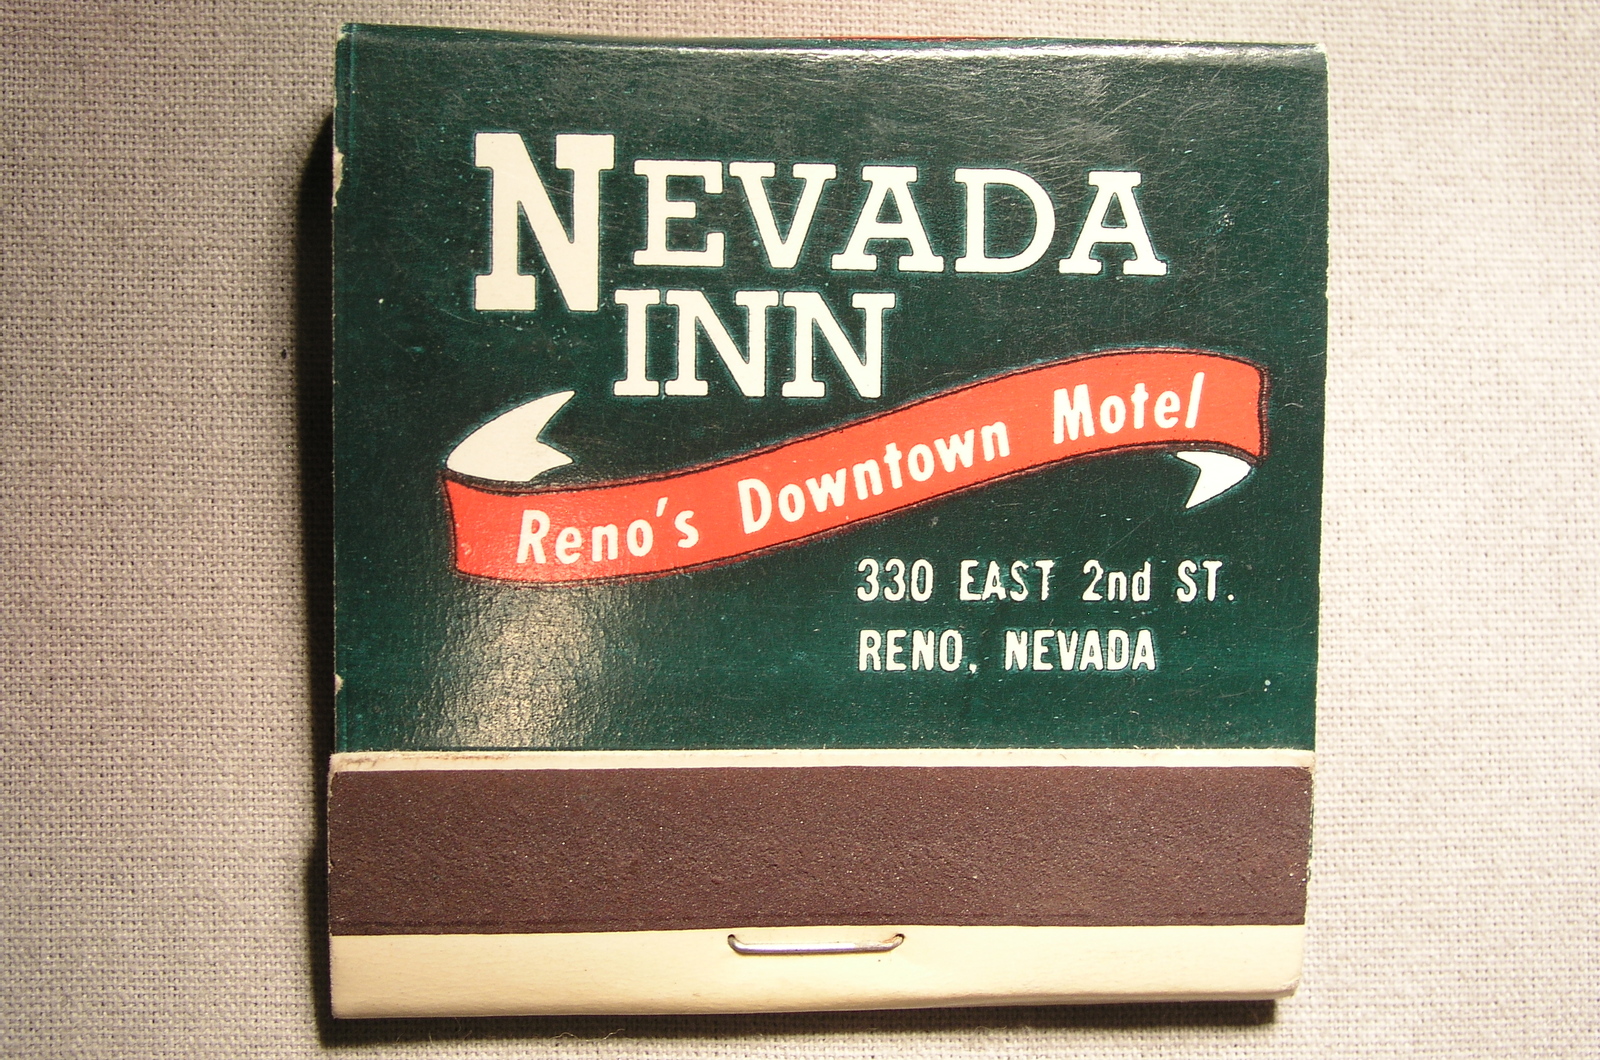 NEVADA
INN
Reno's Downtown Motel
330 EAST 2nd ST.
RENO, NEVADA